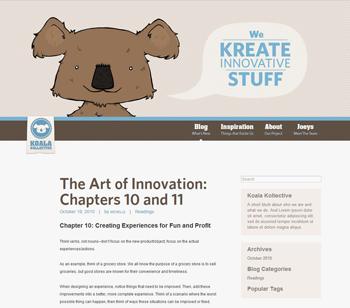 We
KREATE
INNOVATIVE
STUFF
KOALA
KOLLECTIVE
Blog
What's New
Inspiration
Things that Excite Us
About
Our Project
Joeys
Meet The Team
The Art of Innovation:
Chapters 10 and 11
October 19, 2010 | by | Readings
Chapter 10: Creating Experiences for Fun and Profit
Think verbs, not nouns--don't focus on the new product/object; focus on the actual
experiences/actions.
As an example, think of a grocery store. We all know the purpose of a grocery store is to sell
groceries, but good stores are known for their convenience and timeliness.
When designing an experience, notice things that need to be improved. Then, add these
improvements into a better, more complete experience. Think of a scenario where the worst
possible thing can happen, then think of ways those situations can be improved or fixed.
Search
Koala Kollective
A short blurb about who we are and
what we do. And Lorem ipsum dolor
sit amet, consectetur adipisicing elit,
sed do eiusmod tempor incididunt ut
labore et dolore magna aliqua.
Archives
October 2010
Blog Categories
Readings
Popular Tags